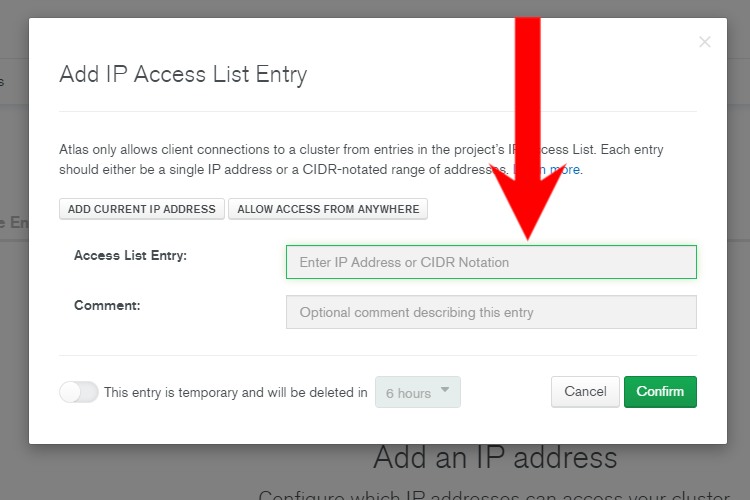 s
Add IP Access List Entry
Atlas only allows client connections to a cluster from entries in the project's IP Access List. Each entry
should either be a single IP address or a CIDR-notated range of addresses. Learn more.
ADD CURRENT IP ADDRESS ALLOW ACCESS FROM ANYWHERE
e En
Access List Entry: Enter IP Address or CIDR Notation
Comment: Optional comment describing this entry
This entry is temporary and will be deleted in 6 hours Cancel Confirm
Add an IP address
Configure which IP addresses can access your cluster